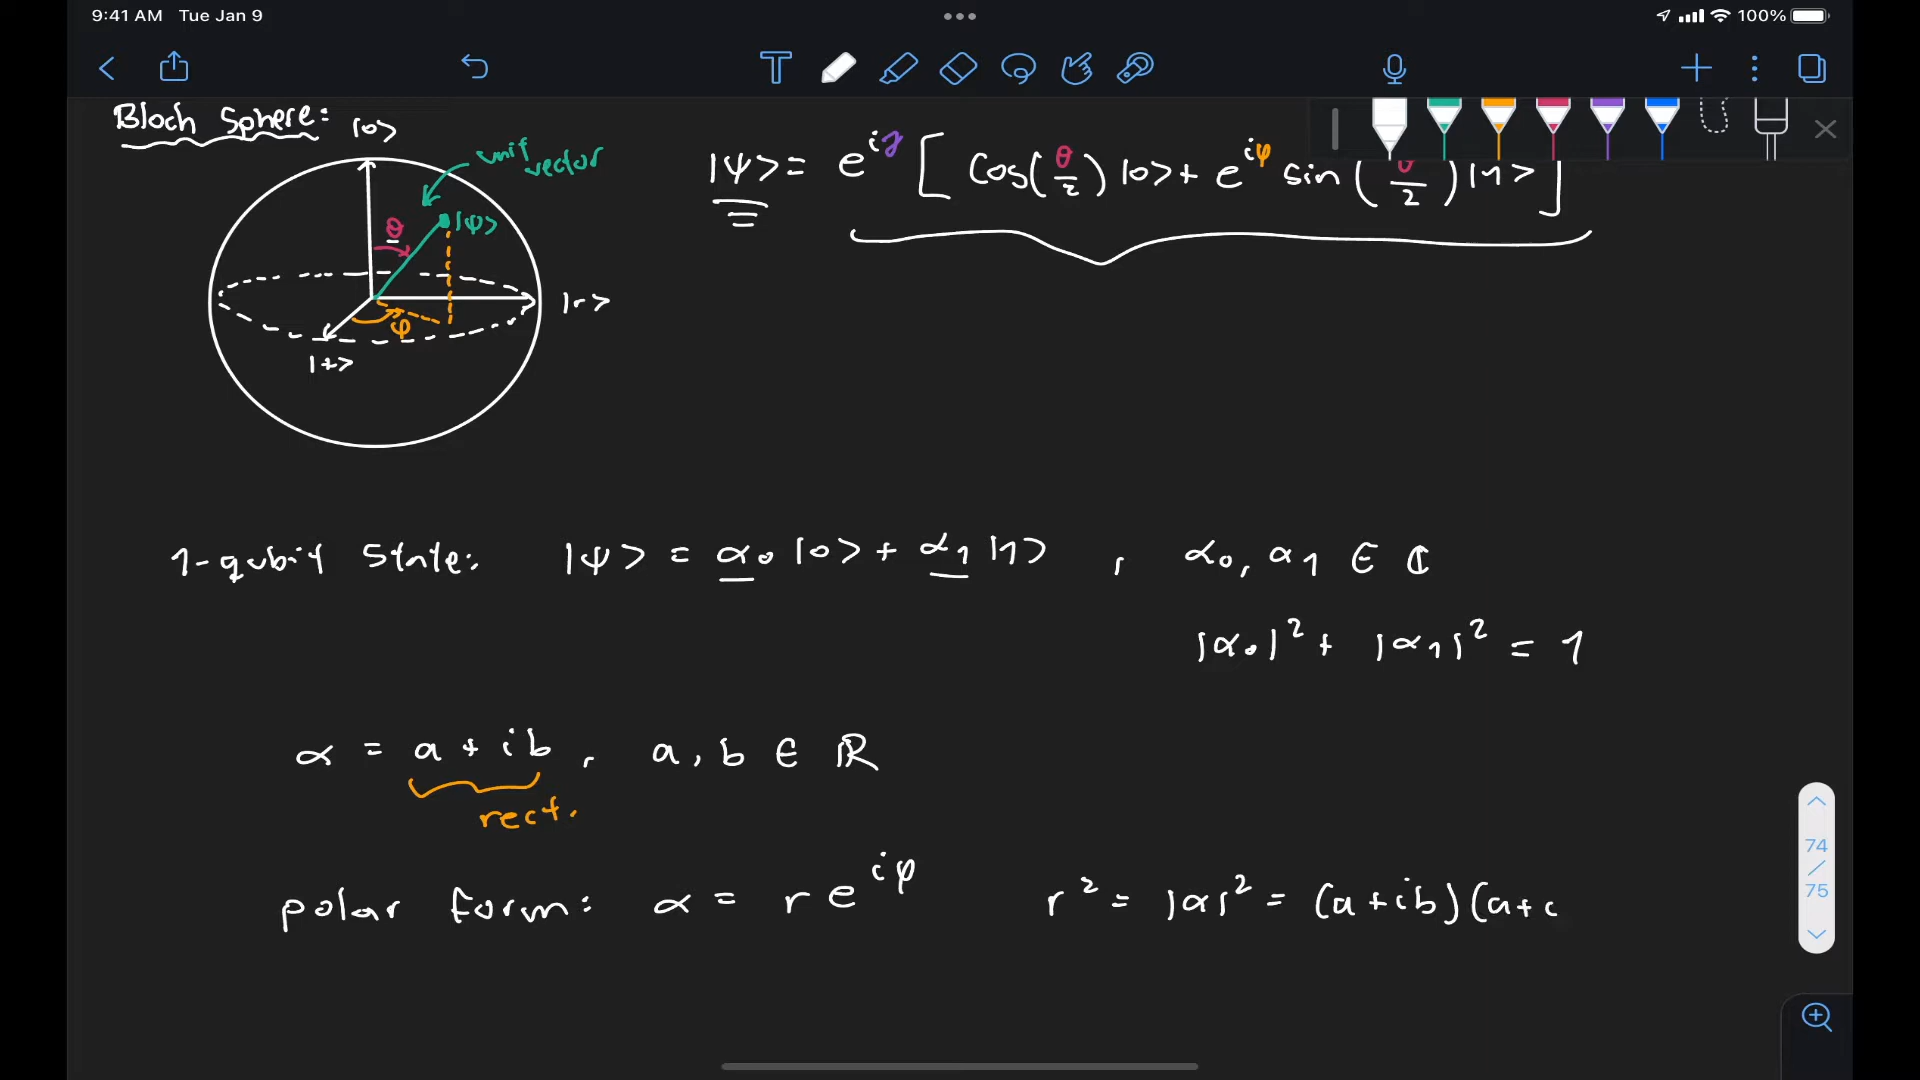 9:41 AM Tue Jan 9
100%
Bloch Sphere:
|0>
unit vector
θ
|ψ>
φ
|r>
|+>
|ψ> = e^{iγ} [ cos(θ/2) |0> + e^{iφ} sin(θ/2) |1> ]
1-qubit State: |ψ> = α₀ |0> + α₁ |1> , α₀, α₁ ∈ ℂ
|α₀|² + |α₁|² = 1
α = a + ib , a, b ∈ ℝ
rect.
polar form: α = r e^{iφ} r² = |α|² = (a + ib)(a + i
74
75